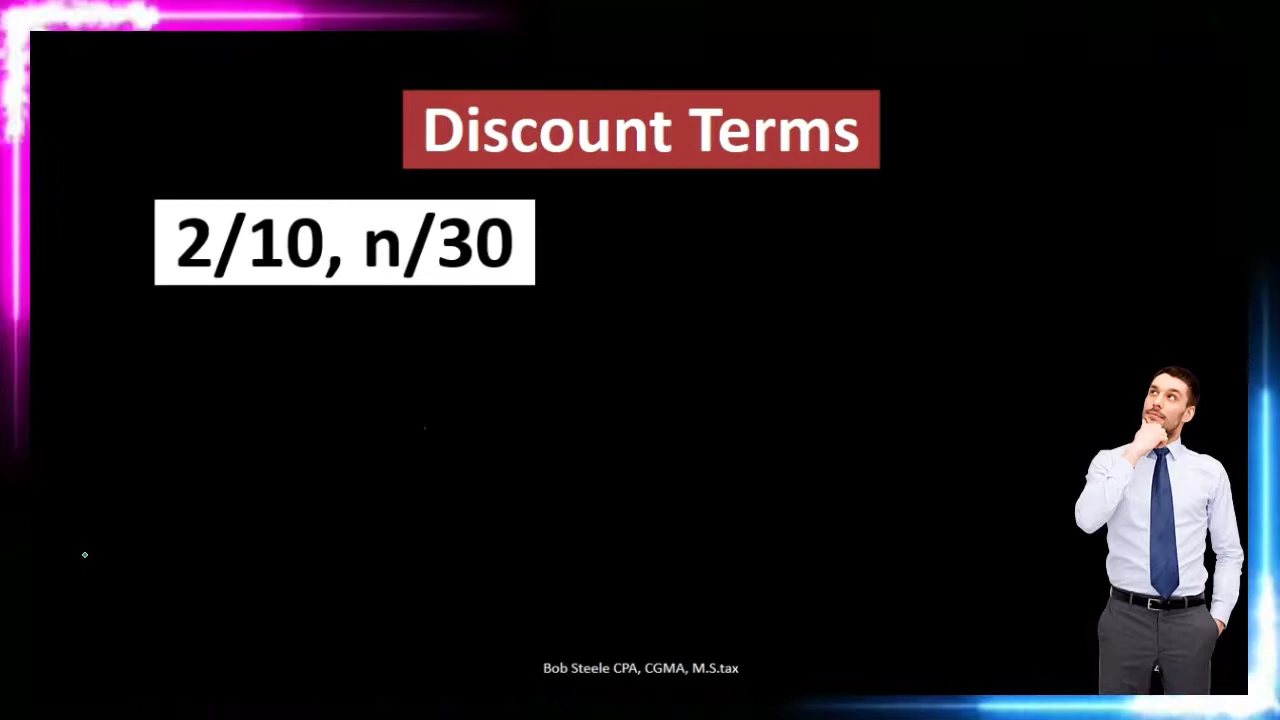 Discount Terms
2/10, n/30
Bob Steele CPA, CGMA, M.S.tax